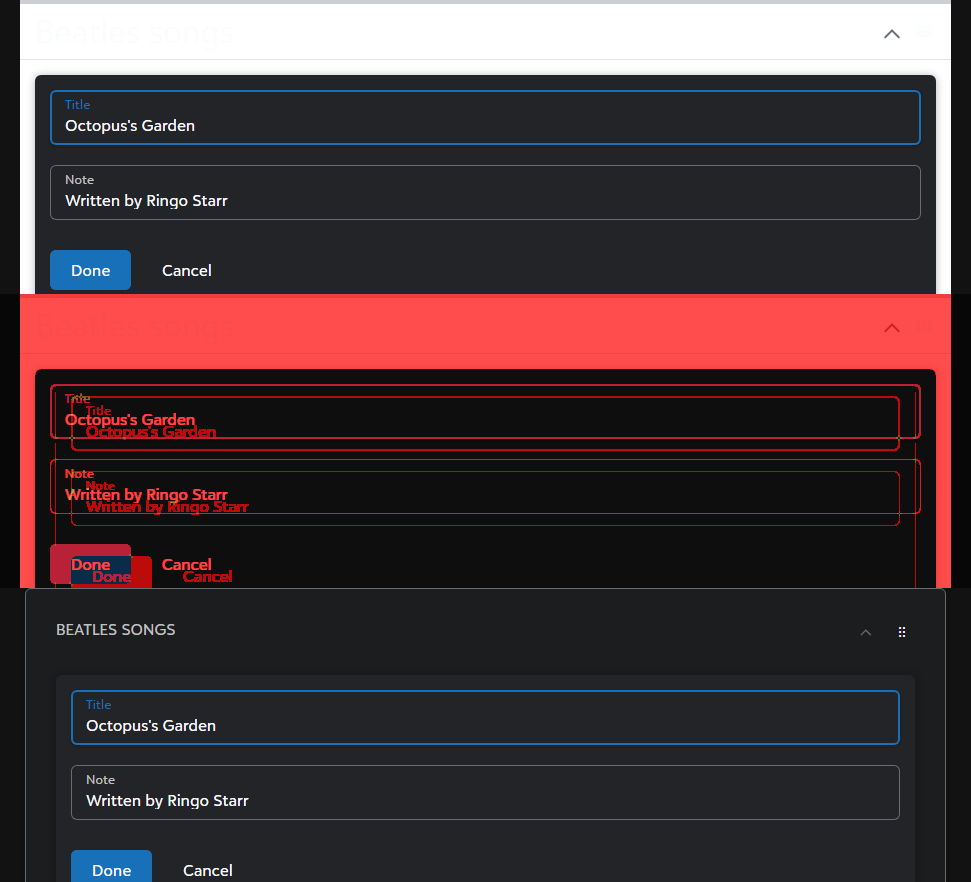 Beatles songs
Title
Octopus's Garden
Note
Written by Ringo Starr
Done Cancel
Beatles songs
Title
Title
Octopus's Garden
Octopus's Garden
Note
Note
Written by Ringo Starr
Written by Ringo Starr
Done Cancel
Done Cancel
BEATLES SONGS
Title
Octopus's Garden
Note
Written by Ringo Starr
Done Cancel